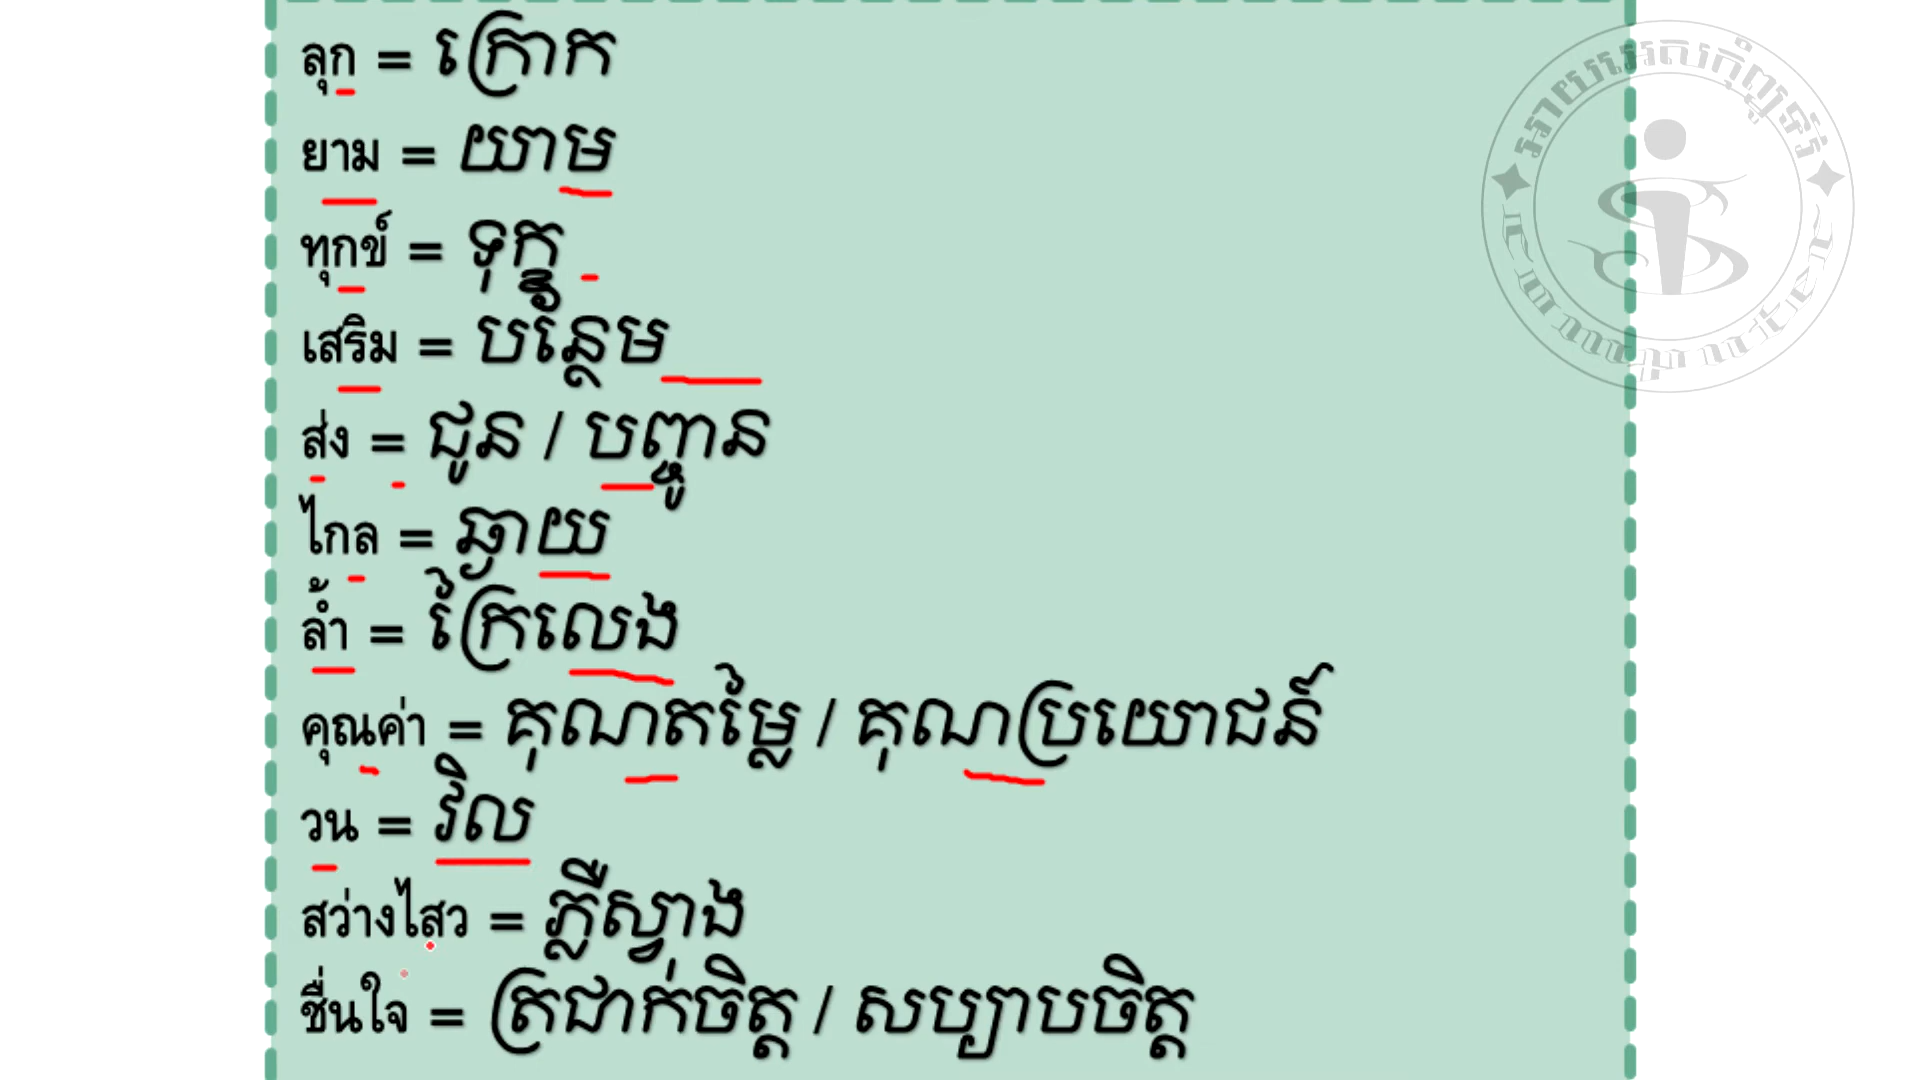 ลุก = ក្រោក
ยาม = យាម
ทุกข์ = ទុក្ខ
เสริม = បន្ថែម
ส่ง = ជូន / បញ្ជូន
ไกล = ឆ្ងាយ
ล้ำ = ក្រៃលែង
คุณค่า = គុណតម្លៃ / គុណប្រយោជន៍
วน = វិល
สว่างไสว = ភ្លឺស្វាង
ชื่นใจ = ត្រជាក់ចិត្ត / សប្បាយចិត្ត